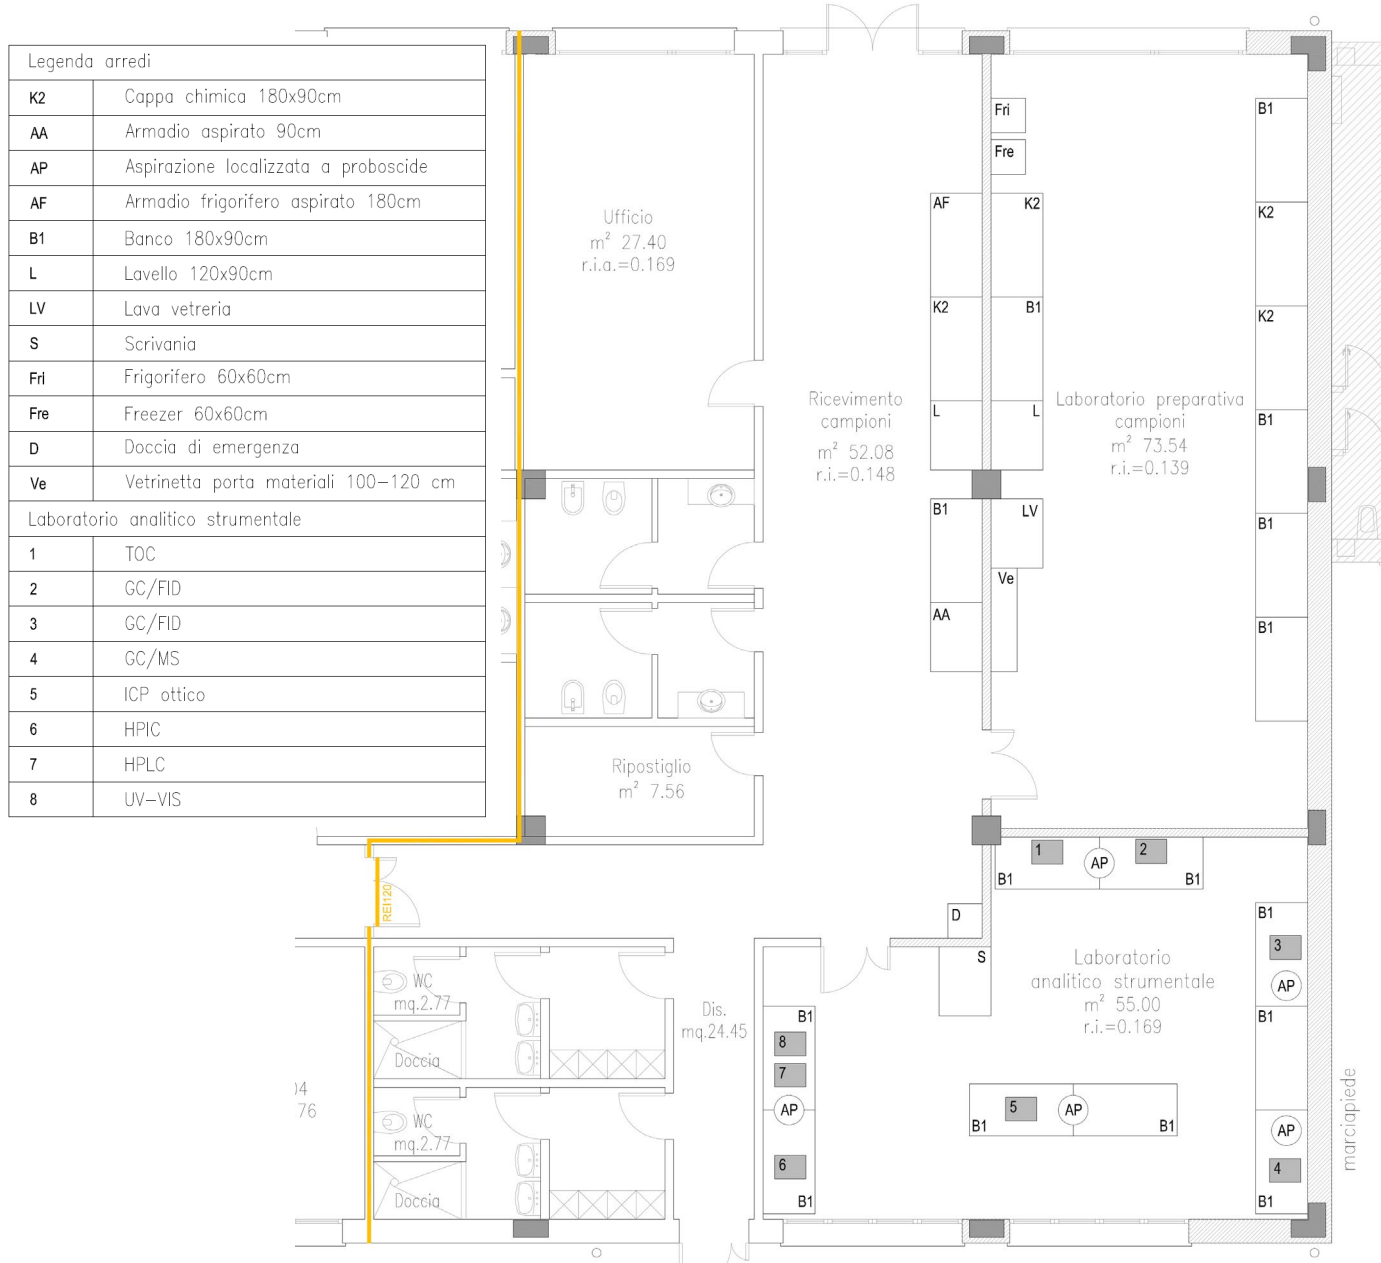 Legenda arredi
K2 Cappa chimica 180x90cm
AA Armadio aspirato 90cm
AP Aspirazione localizzata a proboscide
AF Armadio frigorifero aspirato 180cm
B1 Banco 180x90cm
L Lavello 120x90cm
LV Lava vetreria
S Scrivania
Fri Frigorifero 60x60cm
Fre Freezer 60x60cm
D Doccia di emergenza
Ve Vetrinetta porta materiali 100-120 cm
Laboratorio analitico strumentale
1 TOC
2 GC/FID
3 GC/FID
4 GC/MS
5 ICP ottico
6 HPIC
7 HPLC
8 UV-VIS
Ufficio
m² 27.40
r.i.a.=0.169
Ripostiglio
m² 7.56
Ricevimento
campioni
m² 52.08
r.i.=0.148
AF
K2
L
B1
AA
Fri
Fre
K2
B1
L
LV
Ve
Laboratorio preparativa
campioni
m² 73.54
r.i.=0.139
B1
K2
K2
B1
B1
B1
REI120
D
S
1
AP
2
B1
B1
Laboratorio
analitico strumentale
m² 55.00
r.i.=0.169
B1
3
AP
B1
AP
4
B1
B1
8
7
AP
6
B1
5
AP
B1
B1
Dis.
mq.24.45
WC
mq.2.77
Doccia
WC
mq.2.77
Doccia
)4
76
marciapiede